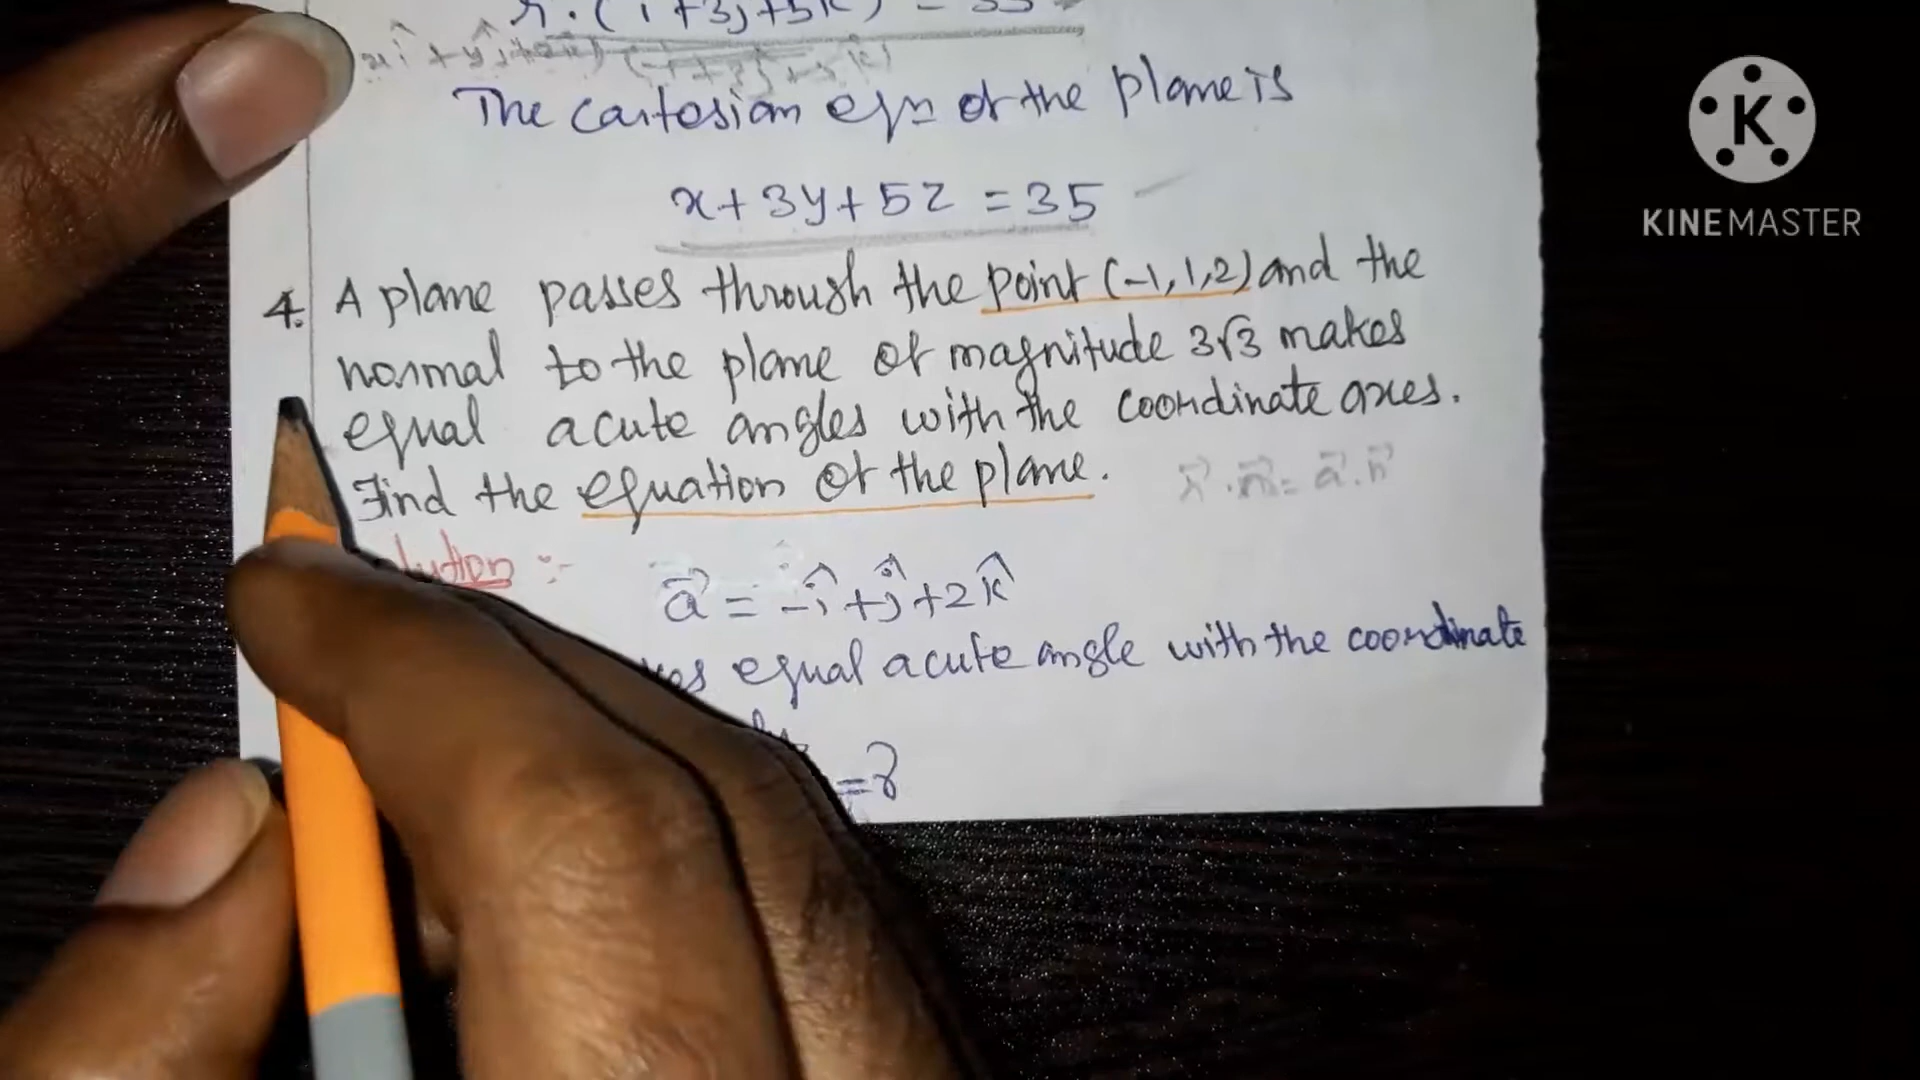 The cartesian eqn of the plane is
x + 3y + 5z = 35
4. A plane passes through the point (-1, 1, 2) and the
normal to the plane of magnitude 3√3 makes
equal acute angles with the coordinate axes.
Find the equation of the plane.
r⃗ · n⃗ = a⃗ · n⃗
lution :-
a⃗ = -î + ĵ + 2k̂
equal acute angle with the coordinate
= ?
K
KINEMASTER